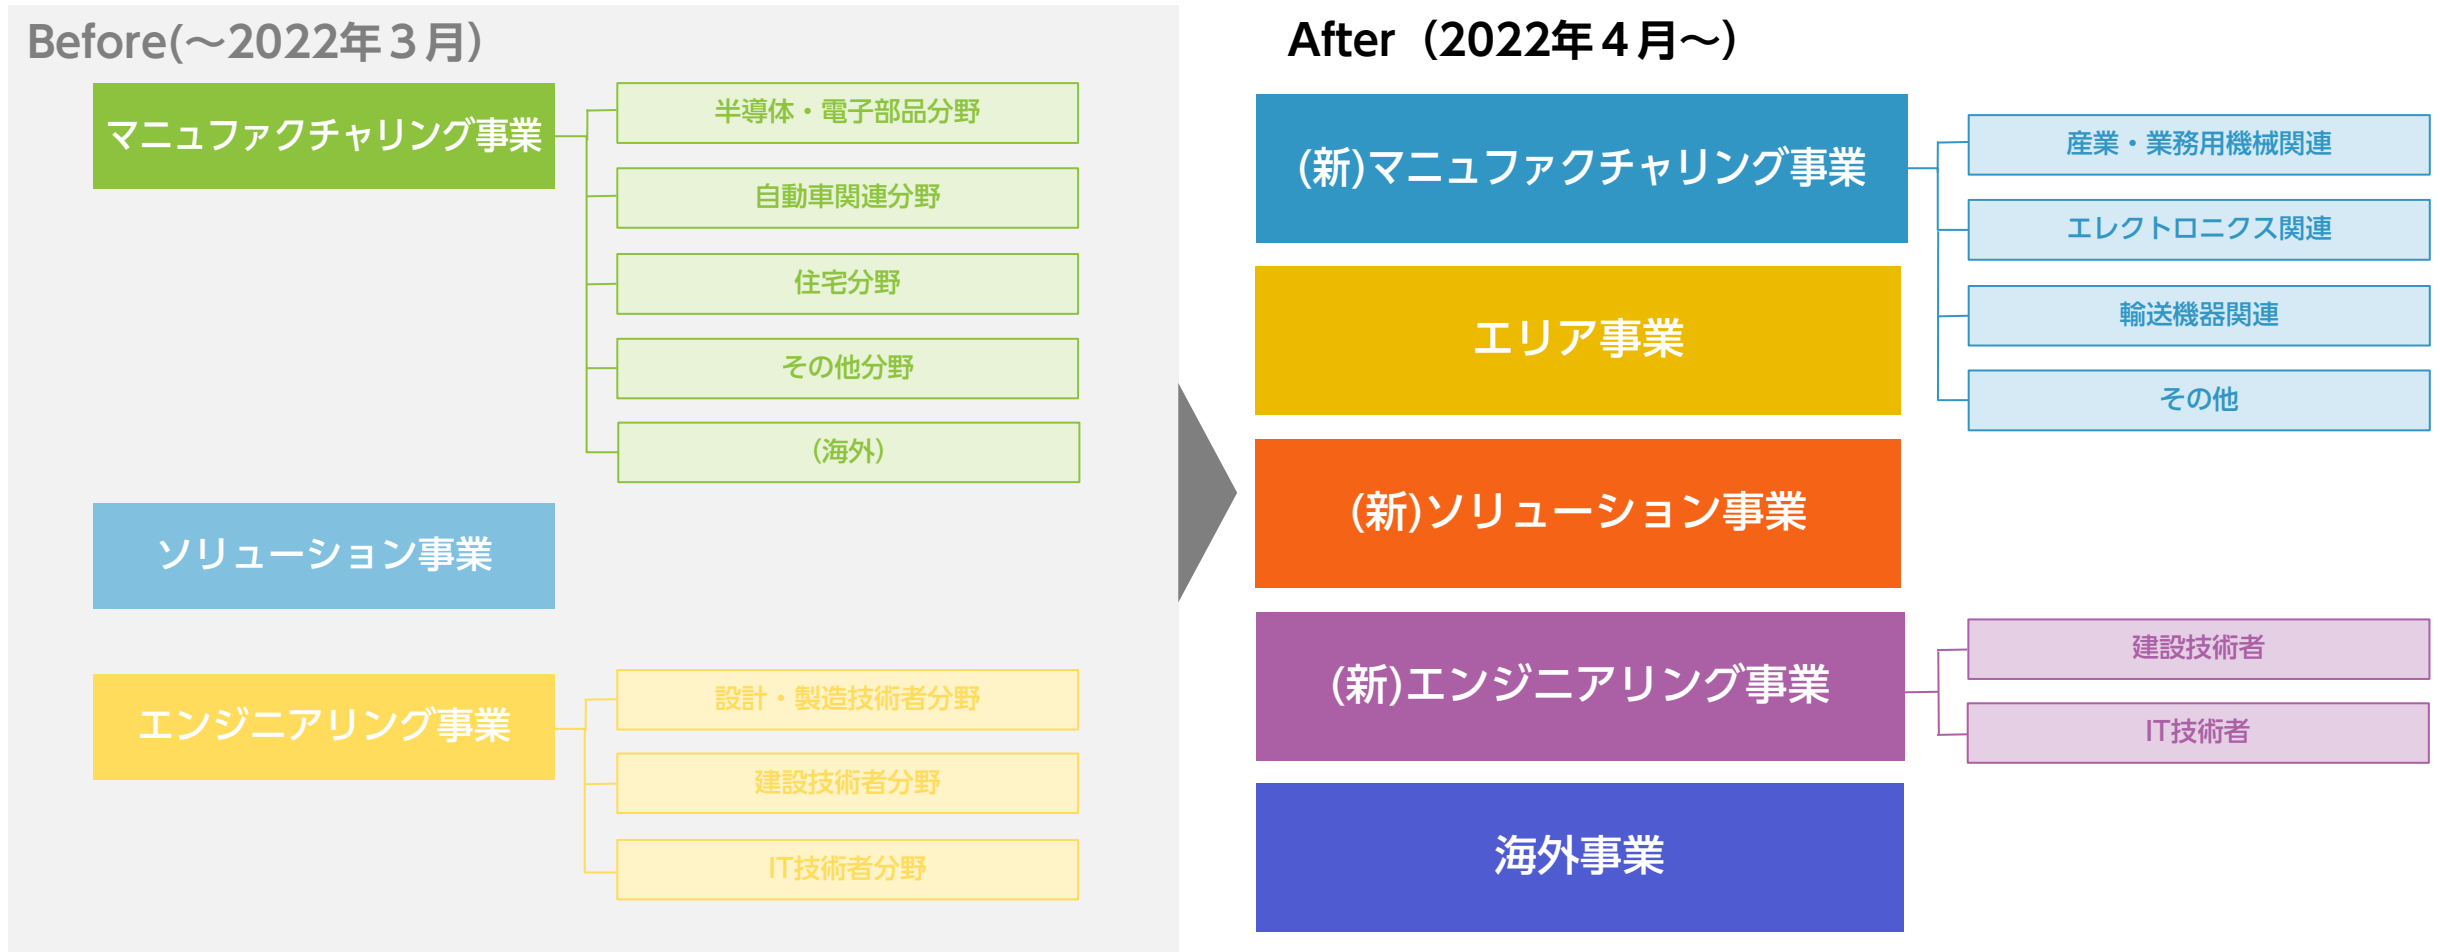 Before(～2022年３月)
マニュファクチャリング事業
半導体・電子部品分野
自動車関連分野
住宅分野
その他分野
（海外）
ソリューション事業
エンジニアリング事業
設計・製造技術者分野
建設技術者分野
IT技術者分野
After（2022年４月～)
(新)マニュファクチャリング事業
産業・業務用機械関連
エレクトロニクス関連
輸送機器関連
その他
エリア事業
(新)ソリューション事業
(新)エンジニアリング事業
建設技術者
IT技術者
海外事業